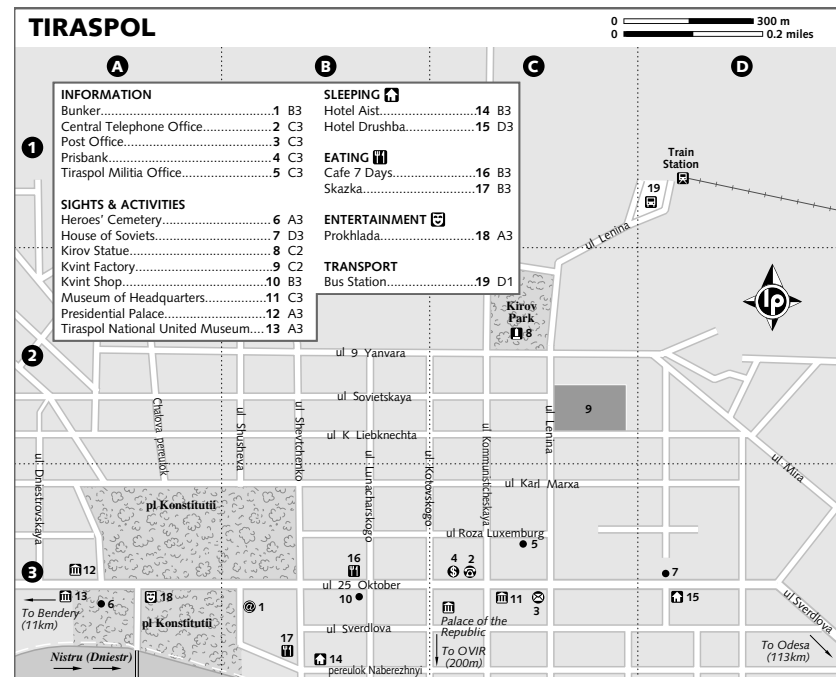 TIRASPOL
0 300 m
0 0.2 miles
A B C D
INFORMATION
Bunker...1 B3
Central Telephone Office...2 C3
Post Office...3 C3
Prisbank...4 C3
Tiraspol Militia Office...5 C3
SIGHTS & ACTIVITIES
Heroes' Cemetery...6 A3
House of Soviets...7 D3
Kirov Statue...8 C2
Kvint Factory...9 C2
Kvint Shop...10 B3
Museum of Headquarters...11 C3
Presidential Palace...12 A3
Tiraspol National United Museum...13 A3
SLEEPING
Hotel Aist...14 B3
Hotel Drushba...15 D3
EATING
Cafe 7 Days...16 B3
Skazka...17 B3
ENTERTAINMENT
Prokhlada...18 A3
TRANSPORT
Bus Station...19 D1
1
Train
Station
19
ul Lenina
lp
Kirov
Park
8
2
ul 9 Yanvara
ul Sovietskaya
9
Chalova pereulok
ul Shusheva
ul Shevtchenko
ul K Liebknechta
ul Kommunisticheskaya
ul Lenina
ul Dniestrovskaya
ul Lunacharskogo
ul Kotovskogo
ul Mira
ul Karl Marxa
pl Konstitutii
ul Roza Luxemburg
5
3
12
16
4 2
7
ul 25 Oktober
13
6
18
1
10
11
3
15
To Bendery
(11km)
pl Konstitutii
ul Sverdlova
Palace of the
Republic
ul Sverdlova
17
14
To OVIR
(200m)
To Odesa
(113km)
Nistru (Dniestr)
pereulok Naberezhnyi